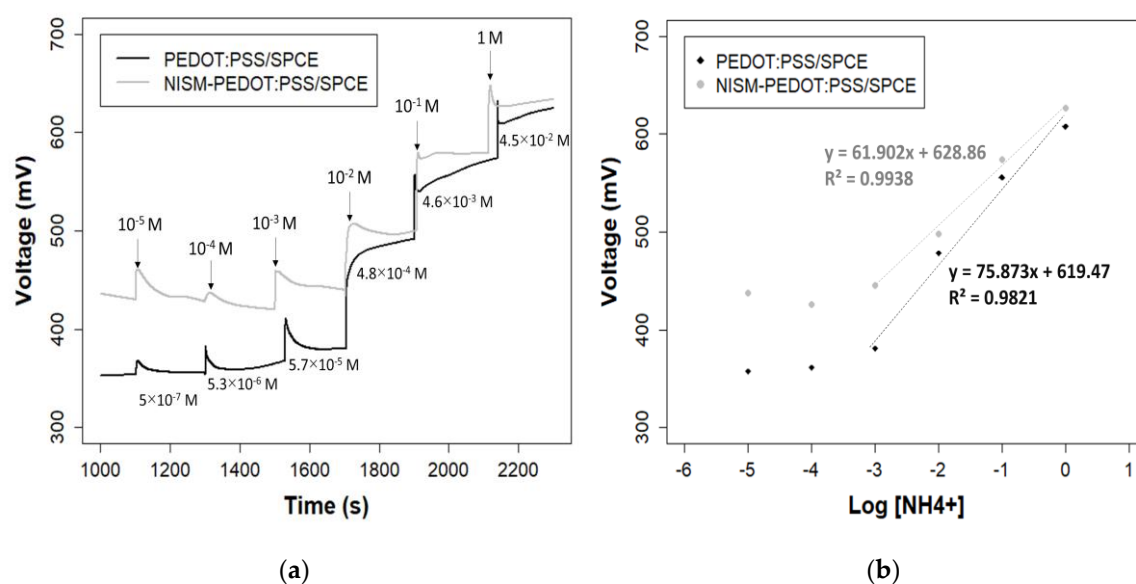 700
600
500
400
300
Voltage (mV)
PEDOT:PSS/SPCE
NISM-PEDOT:PSS/SPCE
10⁻⁵ M
10⁻⁴ M
10⁻³ M
10⁻² M
10⁻¹ M
1 M
5×10⁻⁷ M
5.3×10⁻⁶ M
5.7×10⁻⁵ M
4.8×10⁻⁴ M
4.6×10⁻³ M
4.5×10⁻² M
1000 1200 1400 1600 1800 2000 2200
Time (s)
(a)
700
600
500
400
300
Voltage (mV)
PEDOT:PSS/SPCE
NISM-PEDOT:PSS/SPCE
y = 61.902x + 628.86
R² = 0.9938
y = 75.873x + 619.47
R² = 0.9821
-6 -5 -4 -3 -2 -1 0 1
Log [NH4+]
(b)